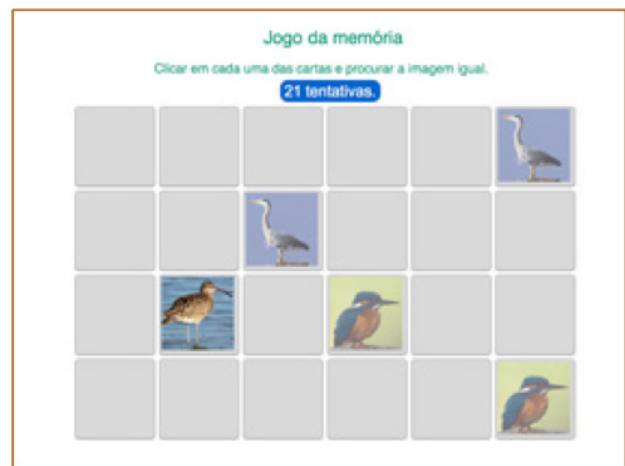 Jogo da memória
Clicar em cada uma das cartas e procurar a imagem igual.
21 tentativas.